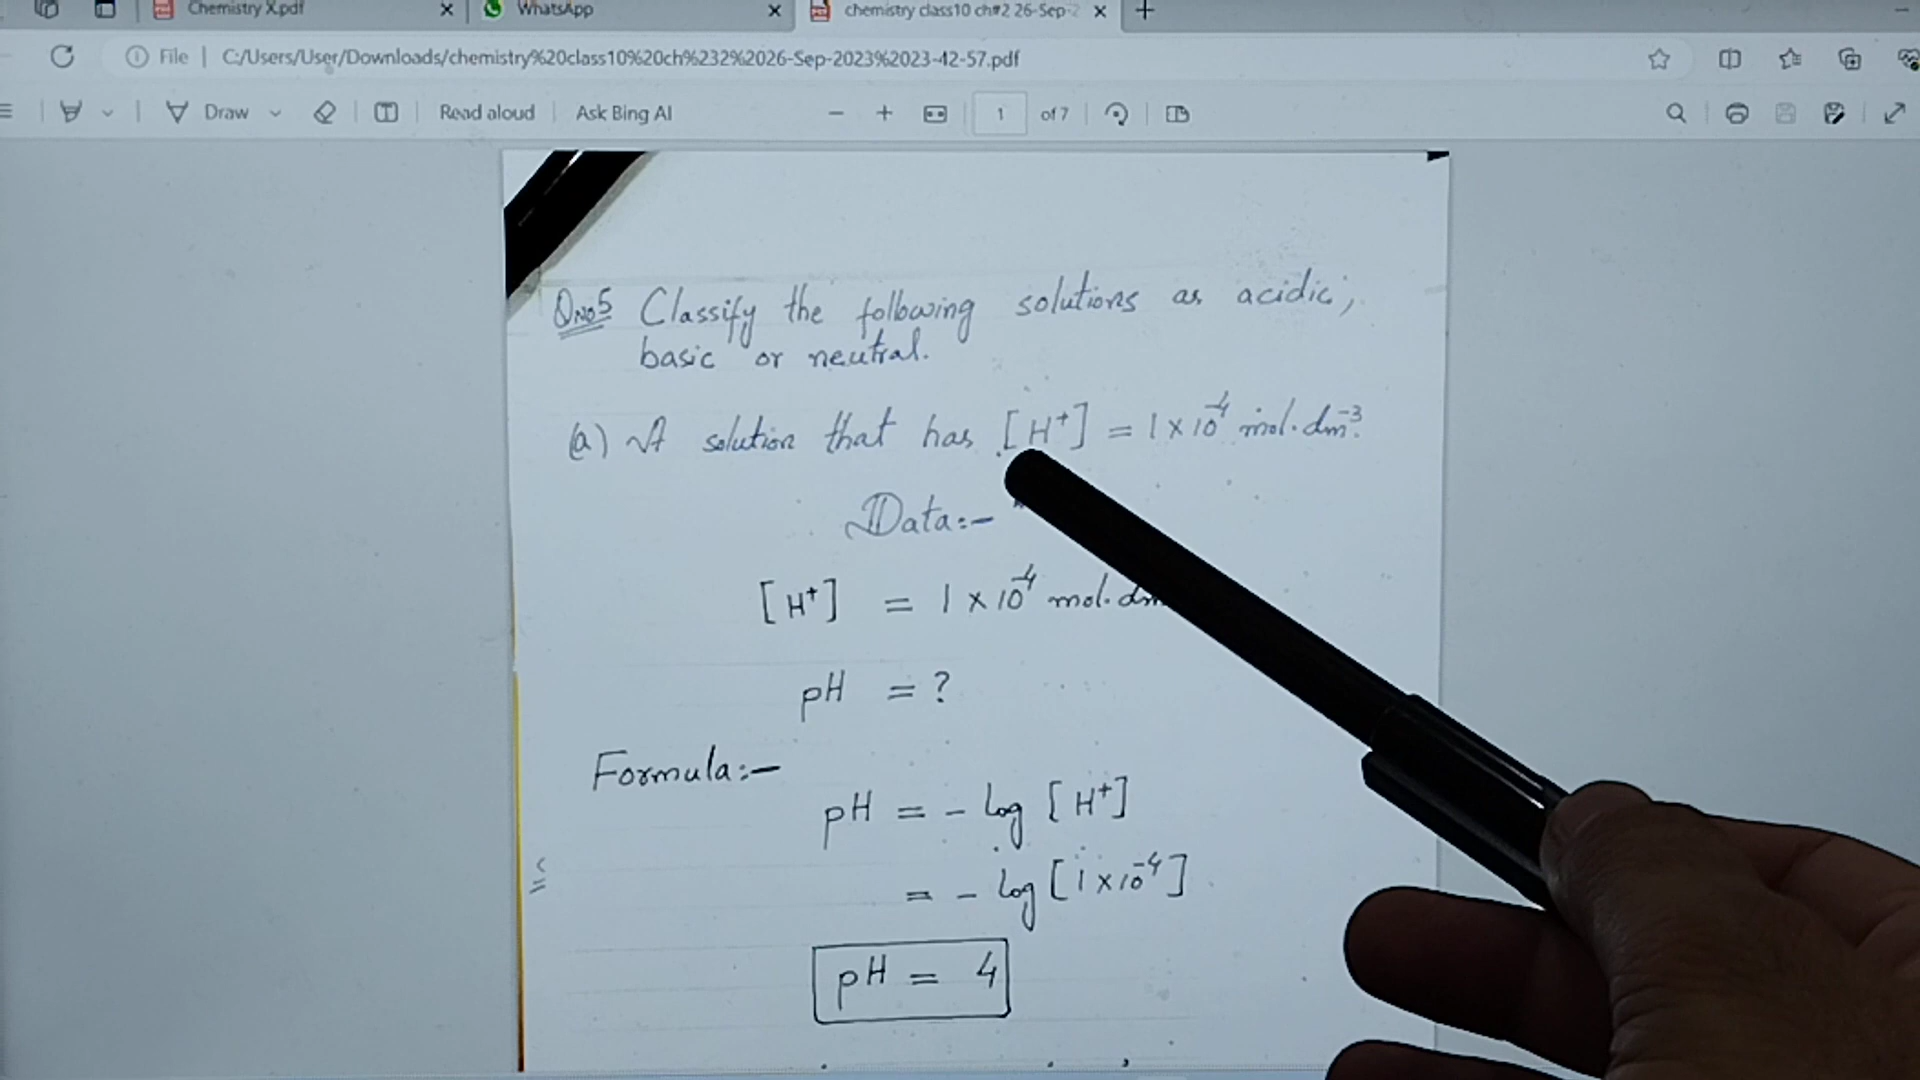 Chemistry X.pdf
WhatsApp
chemistry class10 ch#2 26-Sep-2
File
C:/Users/User/Downloads/chemistry%20class10%20ch%232%2026-Sep-2023%2023-42-57.pdf
Draw
Read aloud
Ask Bing AI
1
of 7
QNo5 Classify the following solutions as acidic,
basic or neutral.
(a) A solution that has [H⁺] = 1 × 10⁻⁴ mol.dm⁻³.
Data:-
[H⁺] = 1 × 10⁻⁴ mol.dm
pH = ?
Formula:-
pH = - log [H⁺]
= - log [1 × 10⁻⁴]
pH = 4